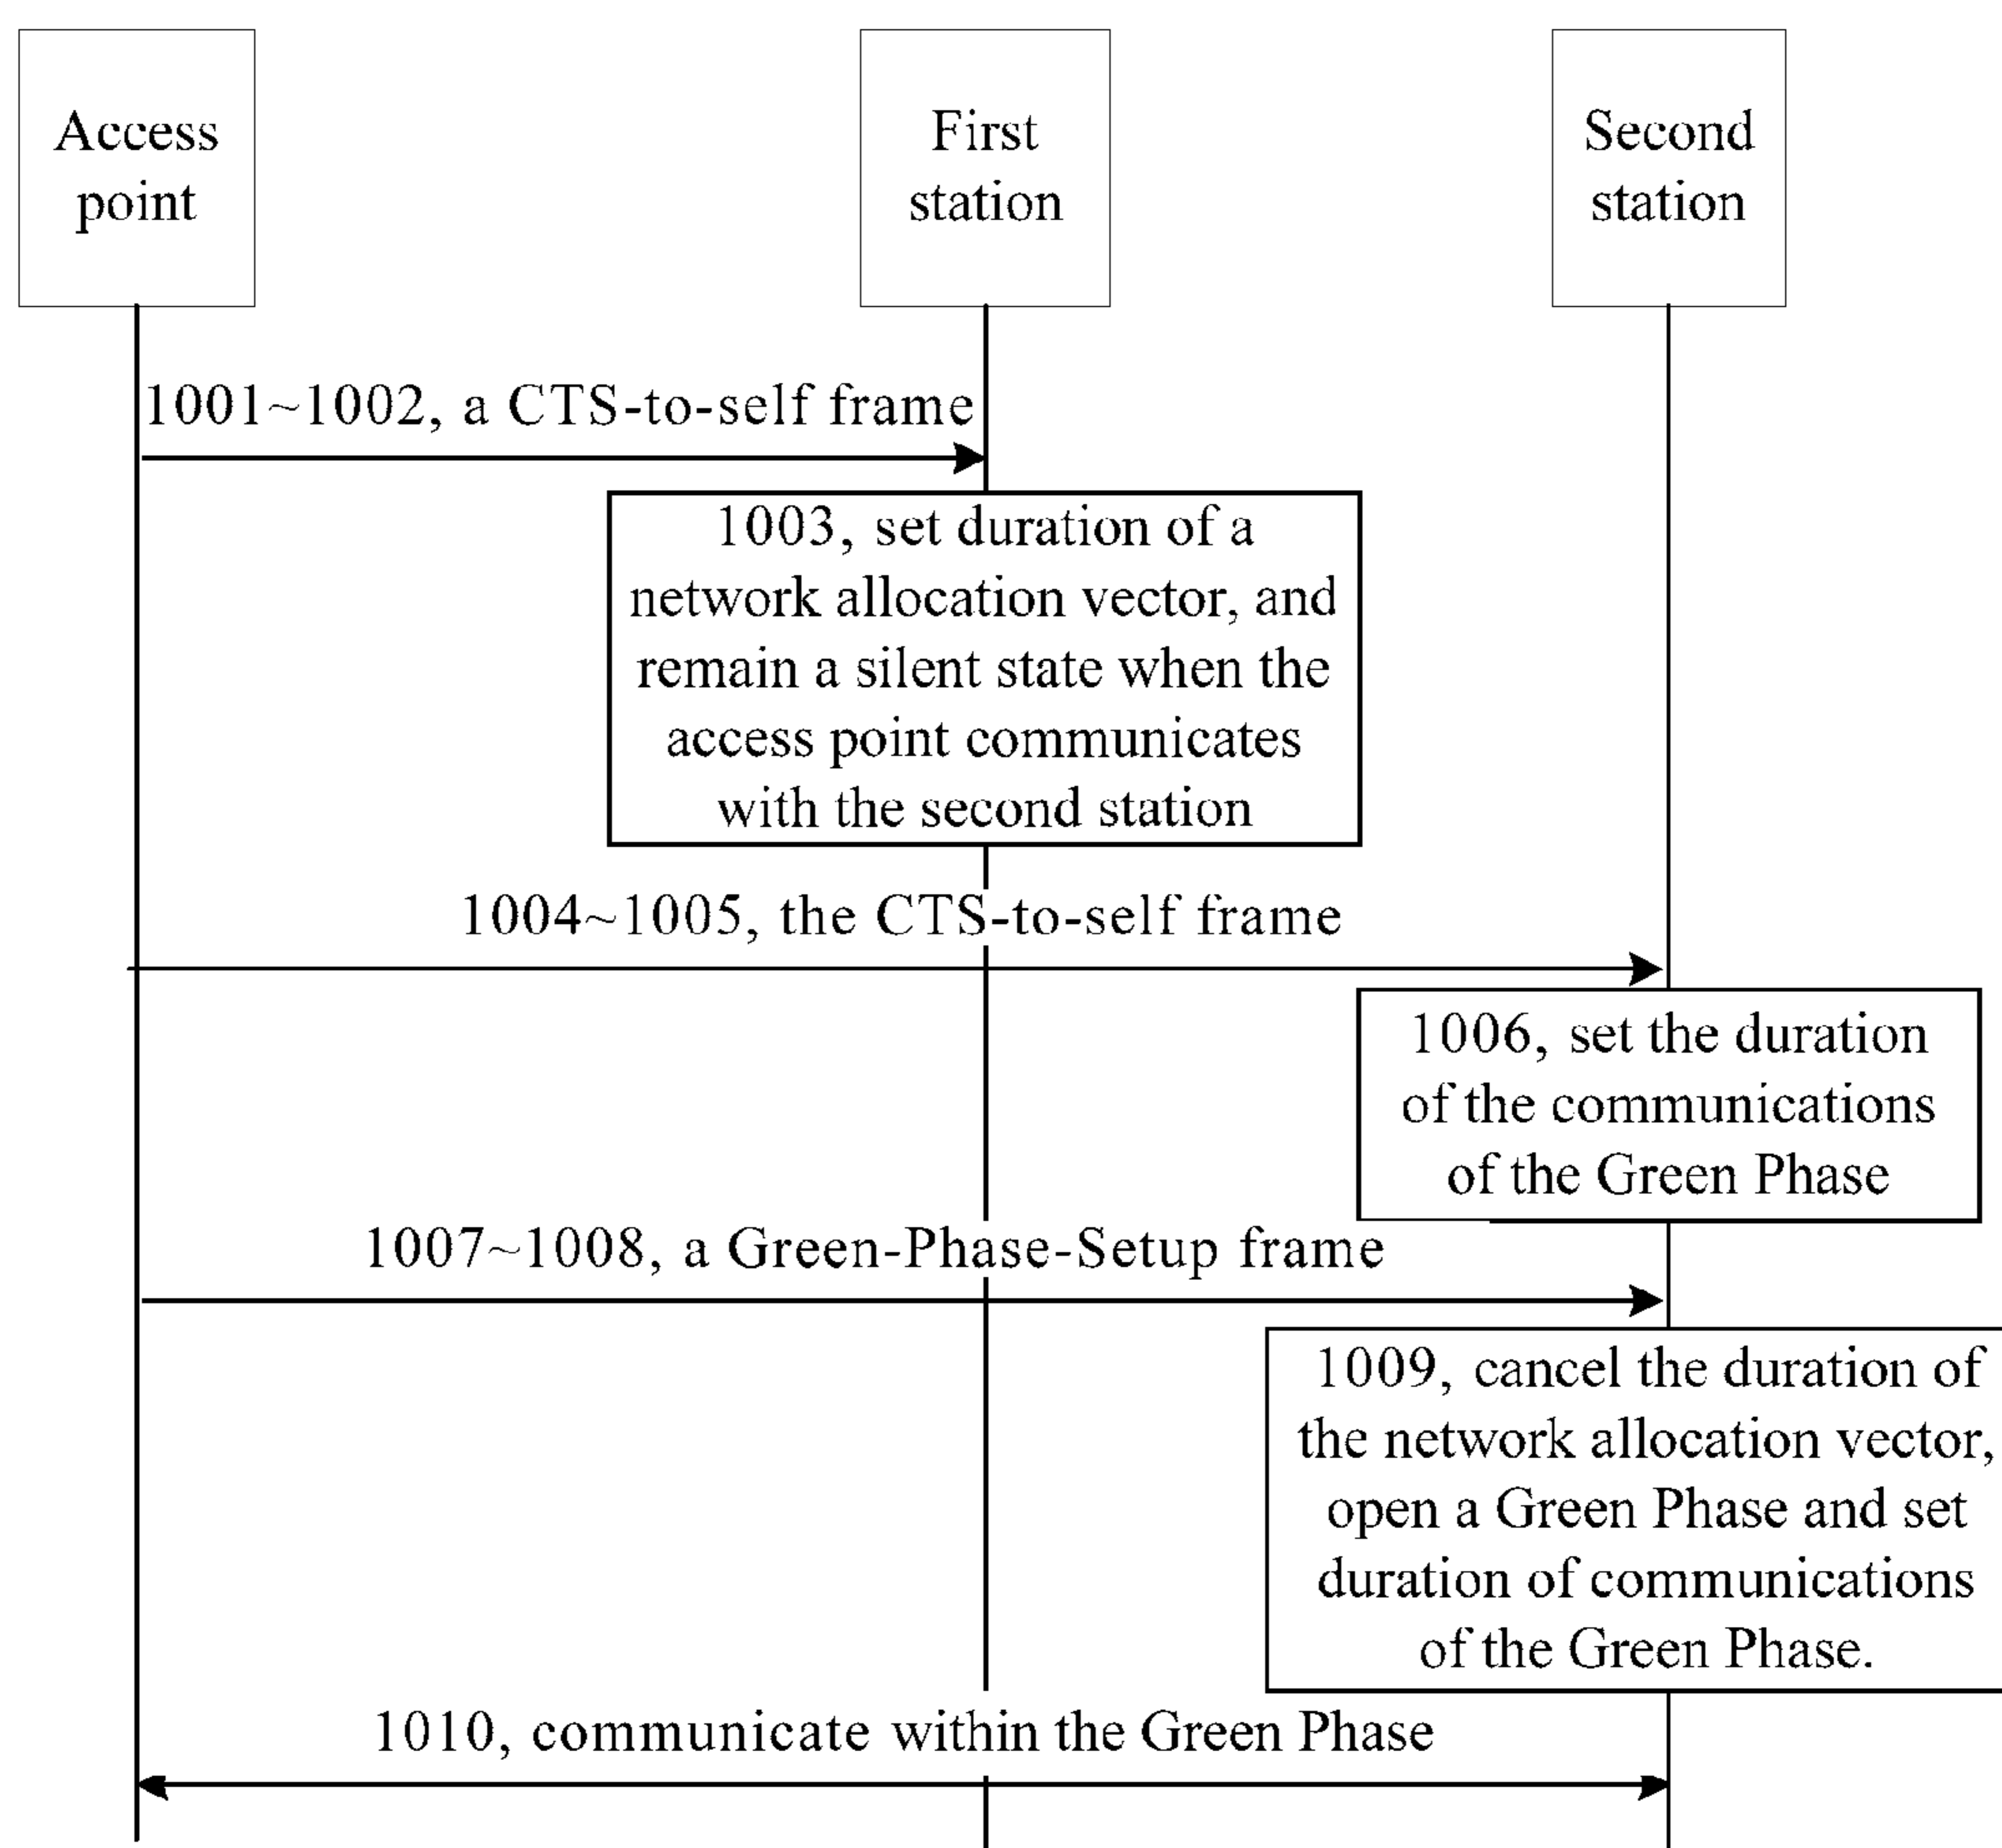 Access
point
First
station
Second
station
1001~1002, a CTS-to-self frame
1003, set duration of a
network allocation vector, and
remain a silent state when the
access point communicates
with the second station
1004~1005, the CTS-to-self frame
1006, set the duration
of the communications
of the Green Phase
1007~1008, a Green-Phase-Setup frame
1009, cancel the duration of
the network allocation vector,
open a Green Phase and set
duration of communications
of the Green Phase.
1010, communicate within the Green Phase